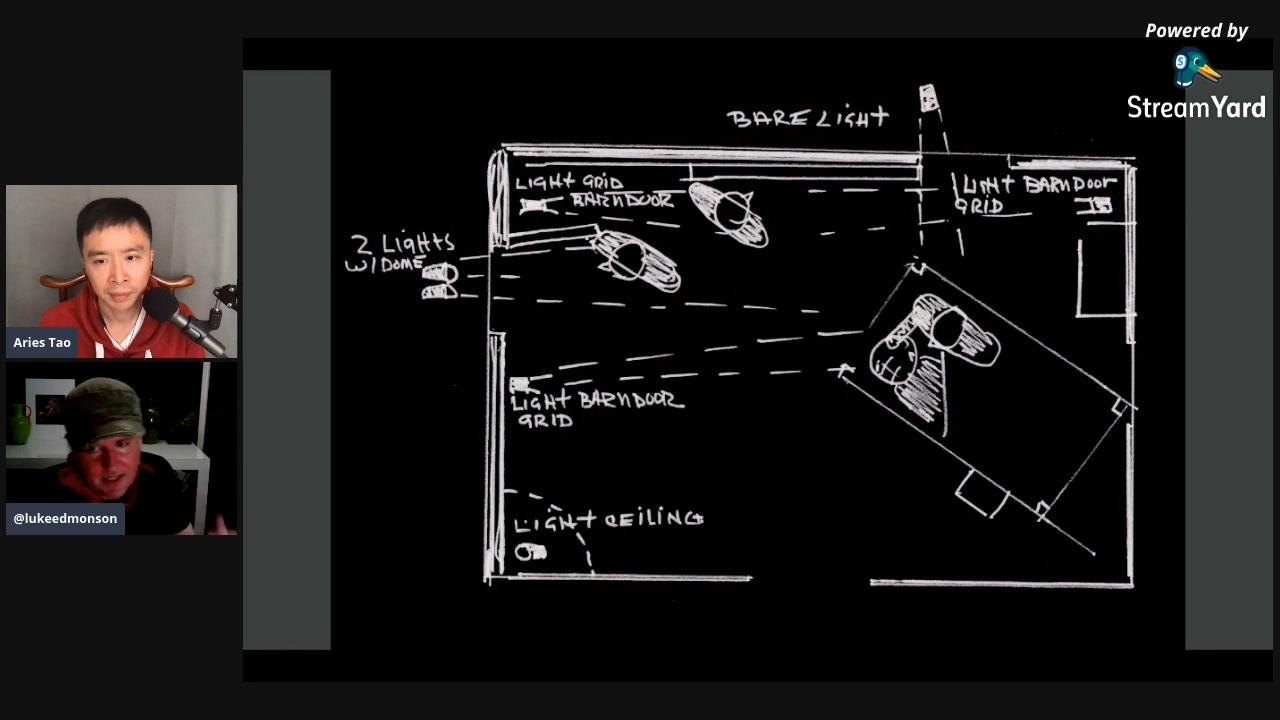 Powered by
StreamYard
BARE LIGHT
LIGHT GRID
BARNDOOR
LIGHT BARNDOOR
GRID
2 LIGHTS
W/DOME
Aries Tao
LIGHT BARNDOOR
GRID
@lukeedmonson
LIGHT CEILING